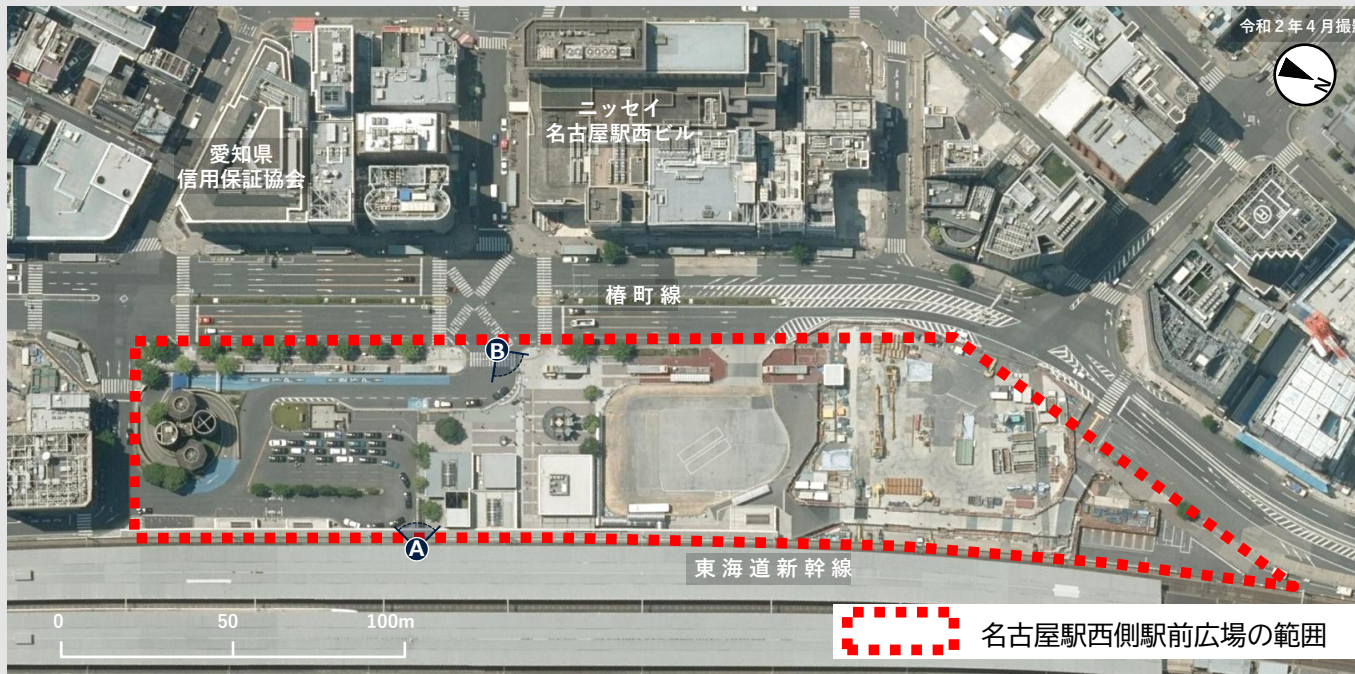 令和２年４月撮影
N
ニッセイ
名古屋駅西ビル
愛知県
信用保証協会
H
椿町線
B
A
東海道新幹線
0 50 100m
名古屋駅西側駅前広場の範囲